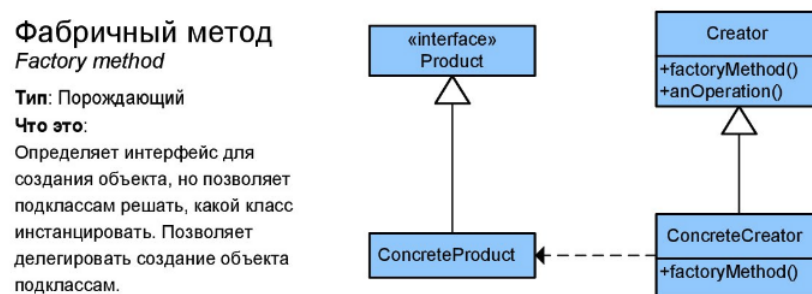 Фабричный метод
Factory method
Тип: Порождающий
Что это:
Определяет интерфейс для
создания объекта, но позволяет
подклассам решать, какой класс
инстанцировать. Позволяет
делегировать создание объекта
подклассам.
«interface»
Product
Creator
+factoryMethod()
+anOperation()
ConcreteProduct
ConcreteCreator
+factoryMethod()